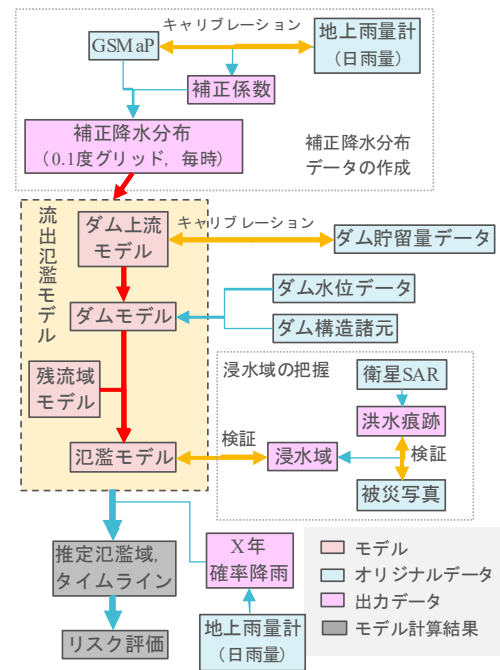 キャリブレーション
GSMaP
地上雨量計
(日雨量)
補正係数
補正降水分布
(0.1度グリッド, 毎時)
補正降水分布
データの作成
流出氾濫モデル
ダム上流
モデル
キャリブレーション
ダム貯留量データ
ダムモデル
ダム水位データ
ダム構造諸元
残流域
モデル
浸水域の把握
衛星SAR
洪水痕跡
検証
氾濫モデル
浸水域
検証
被災写真
推定氾濫域,
タイムライン
X年
確率降雨
リスク評価
地上雨量計
(日雨量)
モデル
オリジナルデータ
出力データ
モデル計算結果